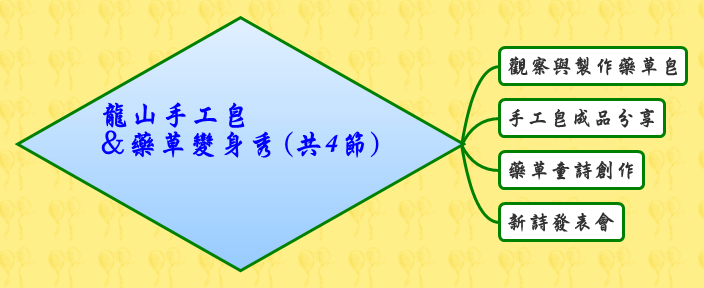 龍山手工皂
&藥草變身秀(共4節)
觀察與製作藥草皂
手工皂成品分享
藥草童詩創作
新詩發表會